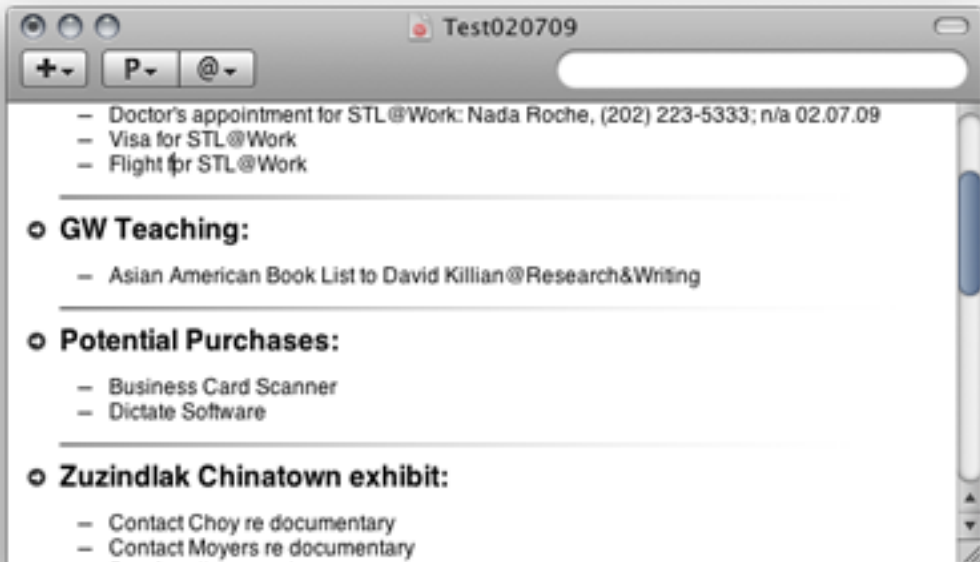 Test020709
+ P @
– Doctor's appointment for STL@Work: Nada Roche, (202) 223-5333; n/a 02.07.09
– Visa for STL@Work
– Flight for STL@Work
GW Teaching:
– Asian American Book List to David Killian@Research&Writing
Potential Purchases:
– Business Card Scanner
– Dictate Software
Zuzindlak Chinatown exhibit:
– Contact Choy re documentary
– Contact Moyers re documentary